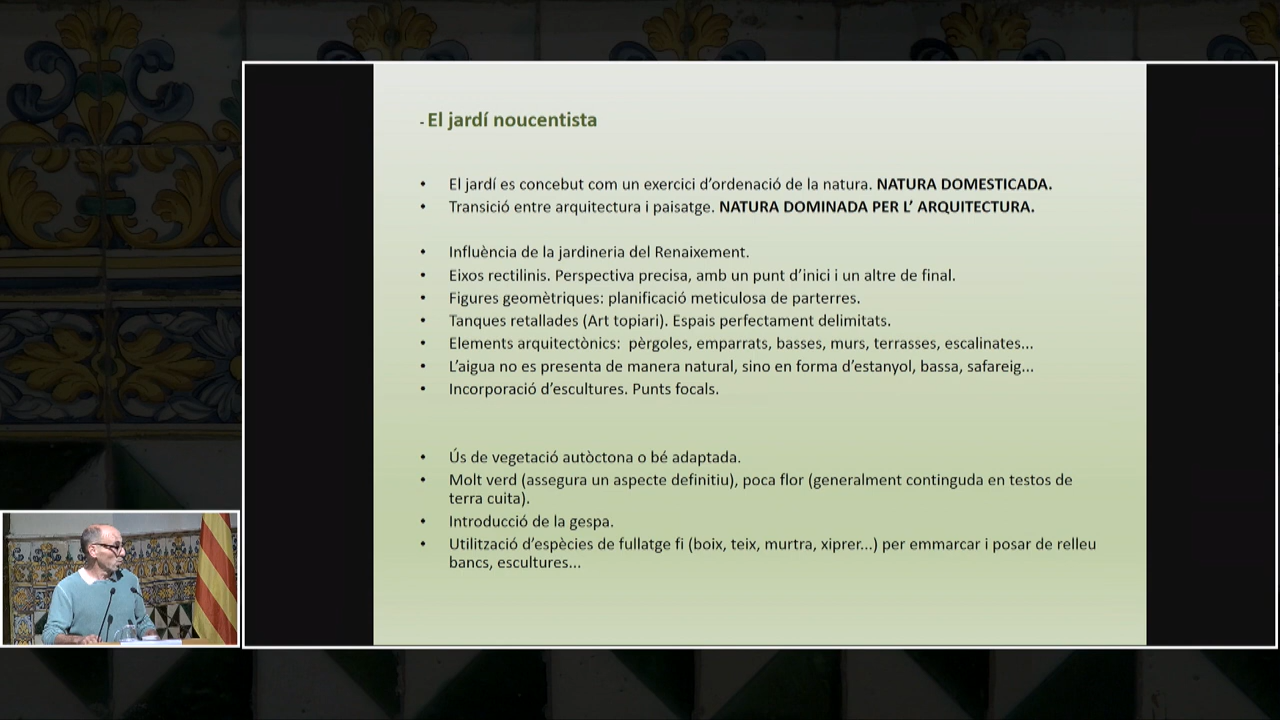 - El jardí noucentista
• El jardí es concebut com un exercici d’ordenació de la natura. NATURA DOMESTICADA.
• Transició entre arquitectura i paisatge. NATURA DOMINADA PER L’ ARQUITECTURA.
• Influència de la jardineria del Renaixement.
• Eixos rectilinis. Perspectiva precisa, amb un punt d’inici i un altre de final.
• Figures geomètriques: planificació meticulosa de parterres.
• Tanques retallades (Art topiari). Espais perfectament delimitats.
• Elements arquitectònics:  pèrgoles, emparrats, basses, murs, terrasses, escalinates...
• L’aigua no es presenta de manera natural, sino en forma d’estanyol, bassa, safareig...
• Incorporació d’escultures. Punts focals.
• Ús de vegetació autòctona o bé adaptada.
• Molt verd (assegura un aspecte definitiu), poca flor (generalment continguda en testos de
terra cuita).
• Introducció de la gespa.
• Utilització d’espècies de fullatge fi (boix, teix, murtra, xiprer...) per emmarcar i posar de relleu
bancs, escultures...